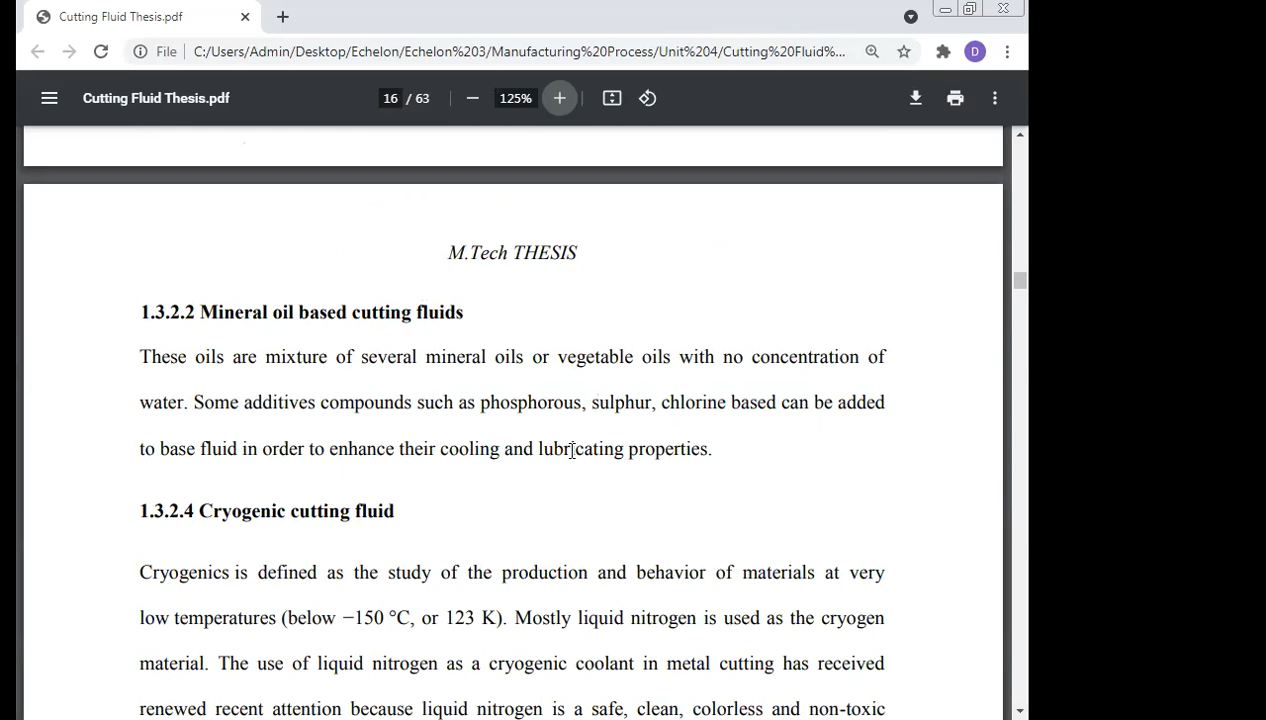 Cutting Fluid Thesis.pdf
File C:/Users/Admin/Desktop/Echelon/Echelon%203/Manufacturing%20Process/Unit%204/Cutting%20Fluid%... D
Cutting Fluid Thesis.pdf 16 / 63 125%
M.Tech THESIS
1.3.2.2 Mineral oil based cutting fluids
These oils are mixture of several mineral oils or vegetable oils with no concentration of
water. Some additives compounds such as phosphorous, sulphur, chlorine based can be added
to base fluid in order to enhance their cooling and lubricating properties.
1.3.2.4 Cryogenic cutting fluid
Cryogenics is defined as the study of the production and behavior of materials at very
low temperatures (below −150 °C, or 123 K). Mostly liquid nitrogen is used as the cryogen
material. The use of liquid nitrogen as a cryogenic coolant in metal cutting has received
renewed recent attention because liquid nitrogen is a safe, clean, colorless and non-toxic